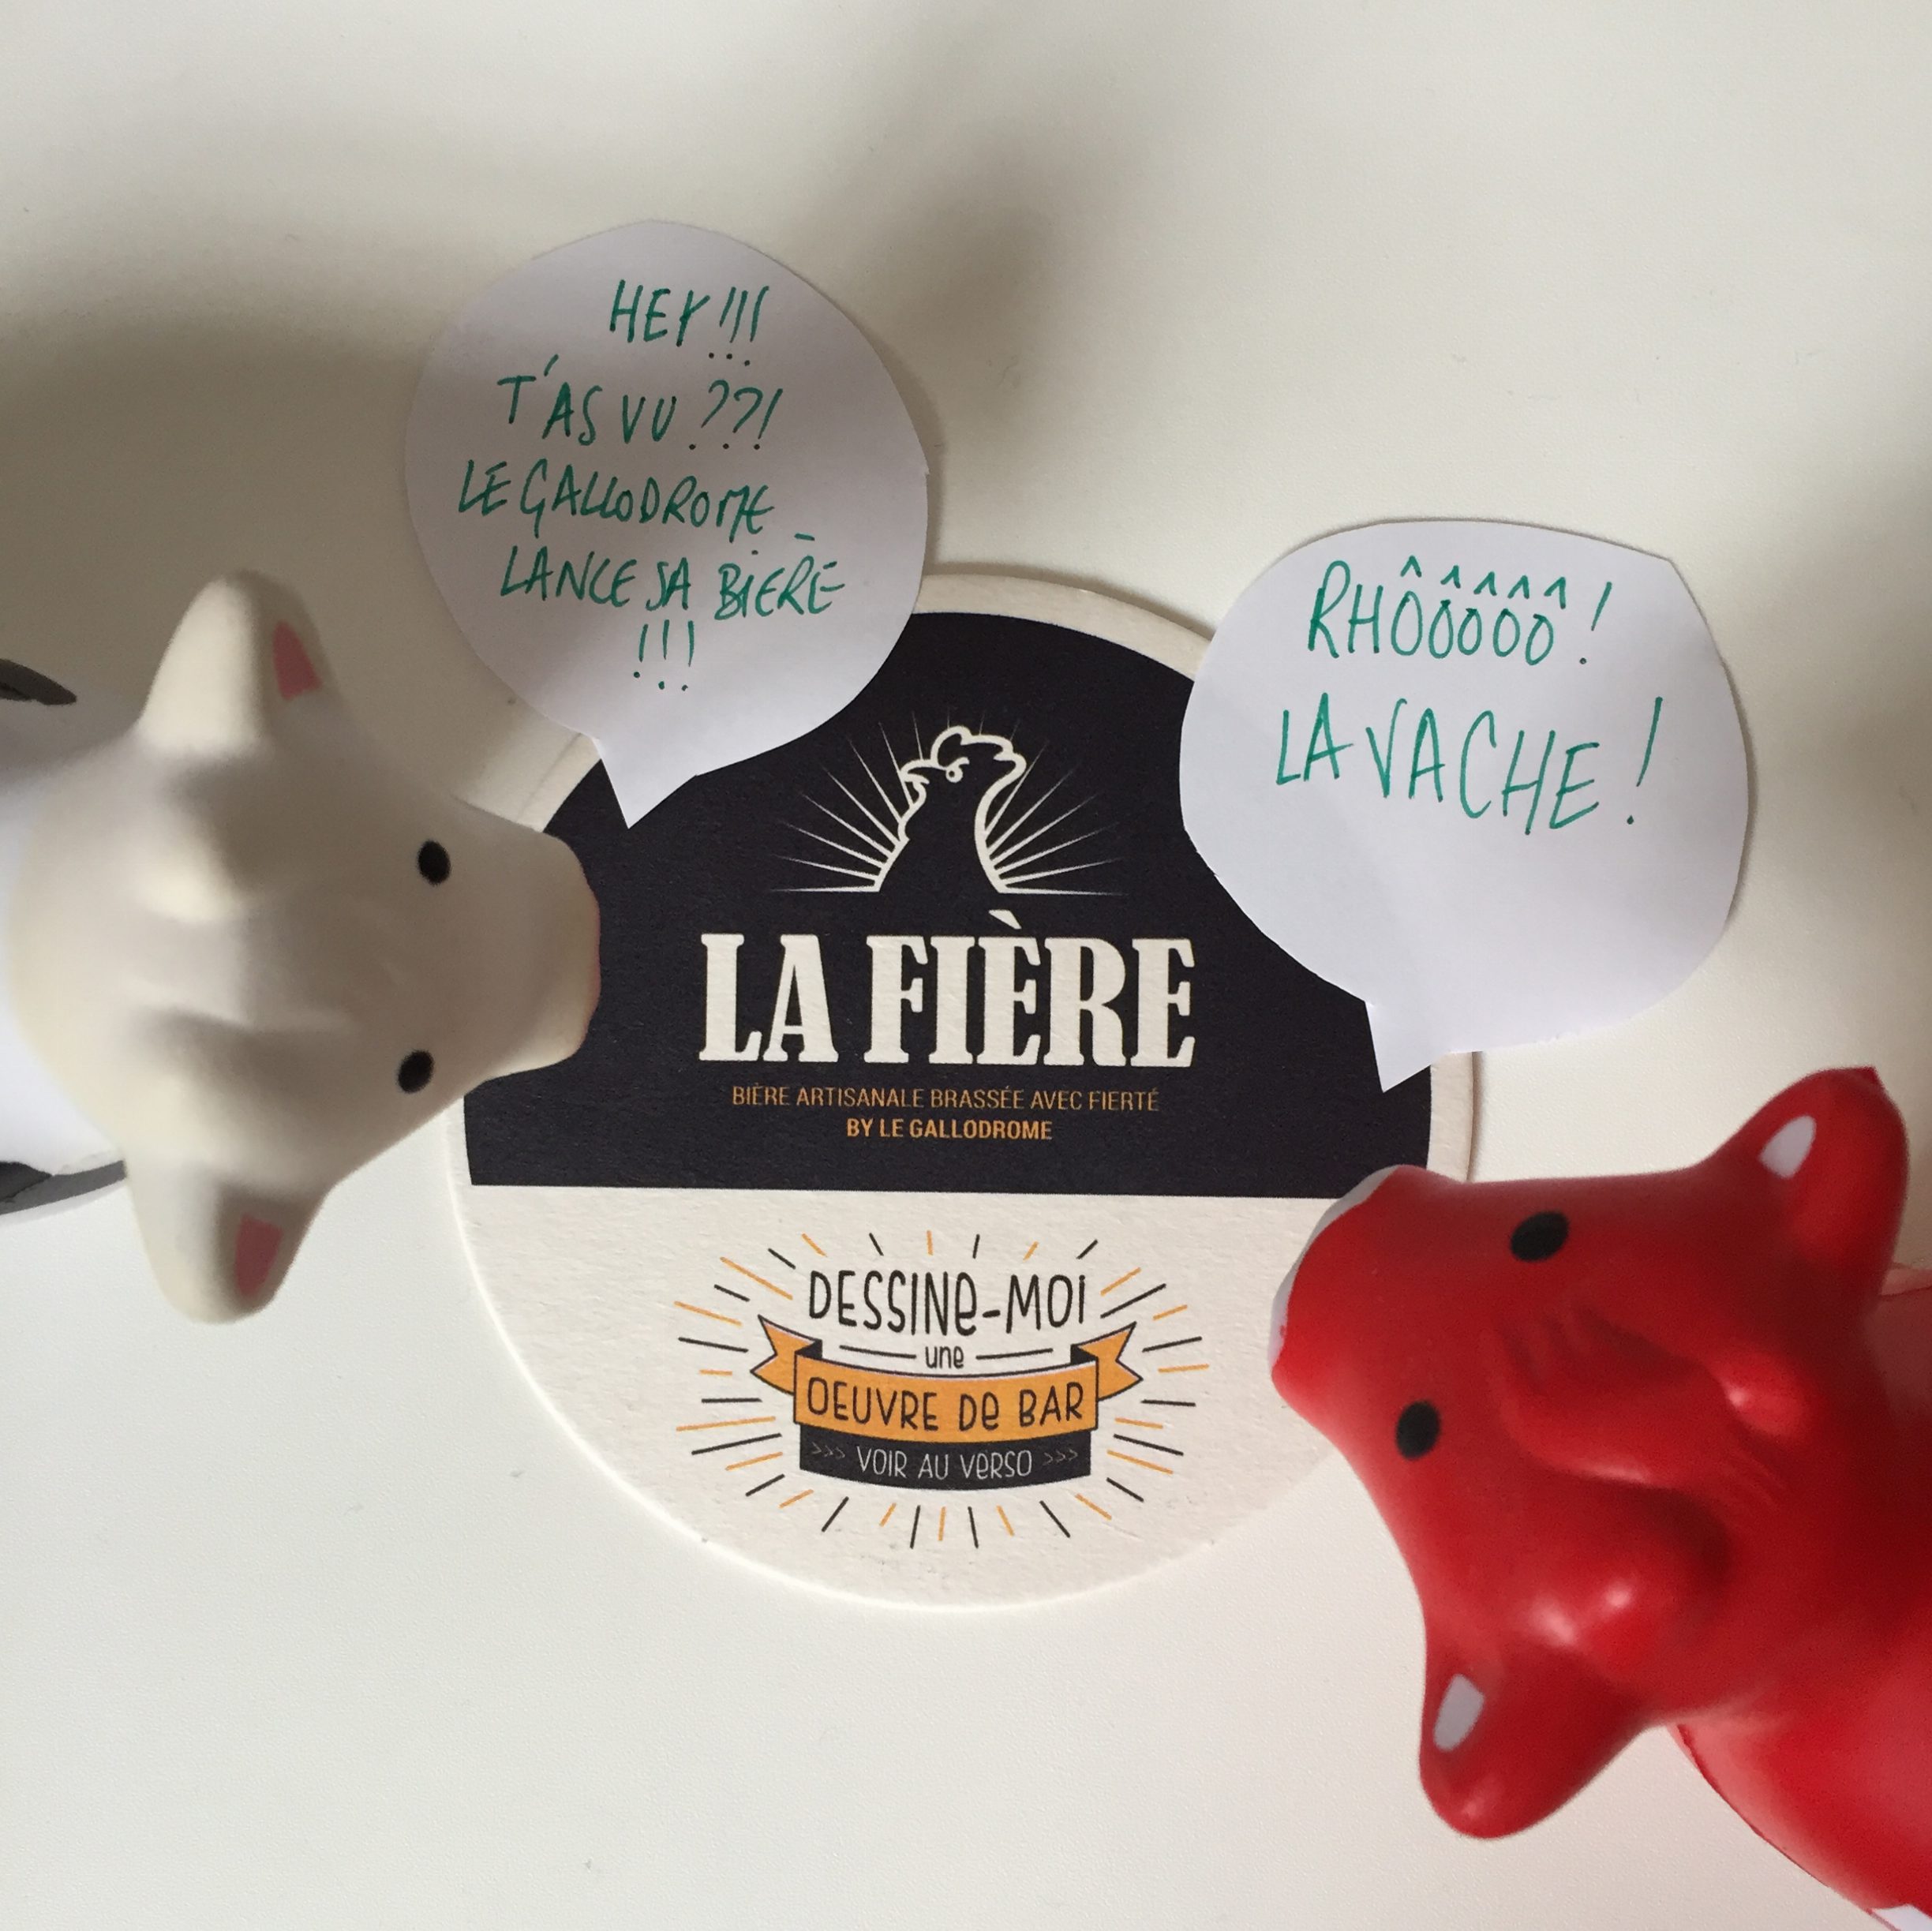 HEY !!!
T'AS VU ??!
LE GALLODROME
LANCE SA BIÈRE
!!!
RHÔÔÔÔÔ !
LA VACHE !
LA FIÈRE
BIÈRE ARTISANALE BRASSÉE AVEC FIERTÉ
BY LE GALLODROME
DESSINe-MOI
une
OEUVRE De BAR
>>> VOIR AU VeRSO >>>